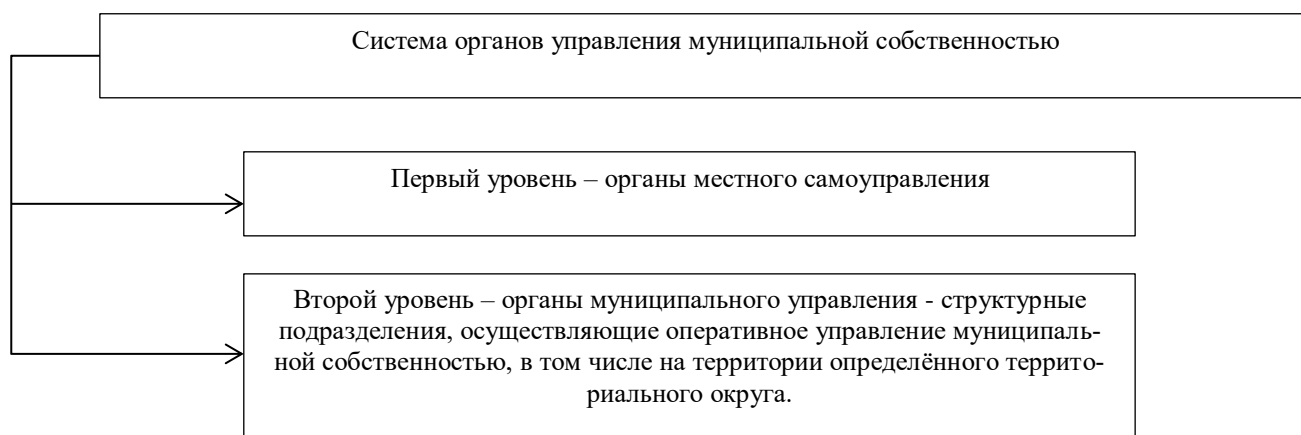 Система органов управления муниципальной собственностью
Первый уровень – органы местного самоуправления
Второй уровень – органы муниципального управления - структурные
подразделения, осуществляющие оперативное управление муниципаль-
ной собственностью, в том числе на территории определённого террито-
риального округа.